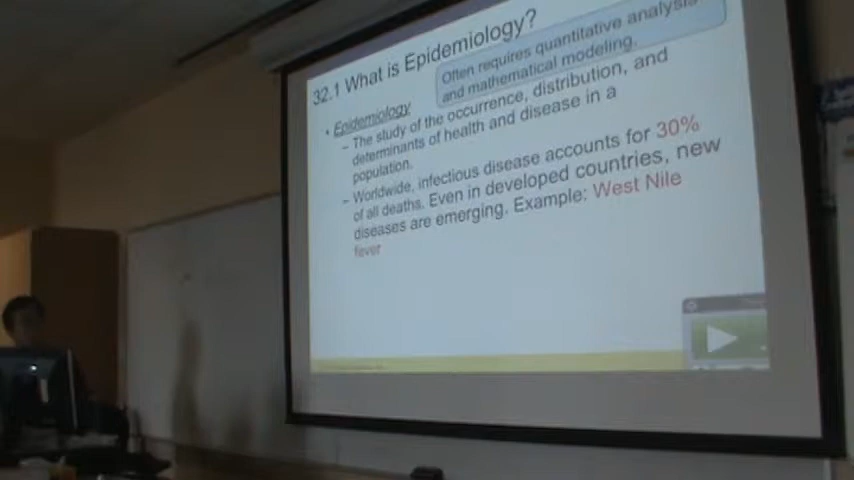 32.1 What is Epidemiology?
Often requires quantitative analysis
and mathematical modeling.
• Epidemiology
– The study of the occurrence, distribution, and
determinants of health and disease in a
population.
– Worldwide, infectious disease accounts for 30%
of all deaths. Even in developed countries, new
diseases are emerging. Example: West Nile
fever